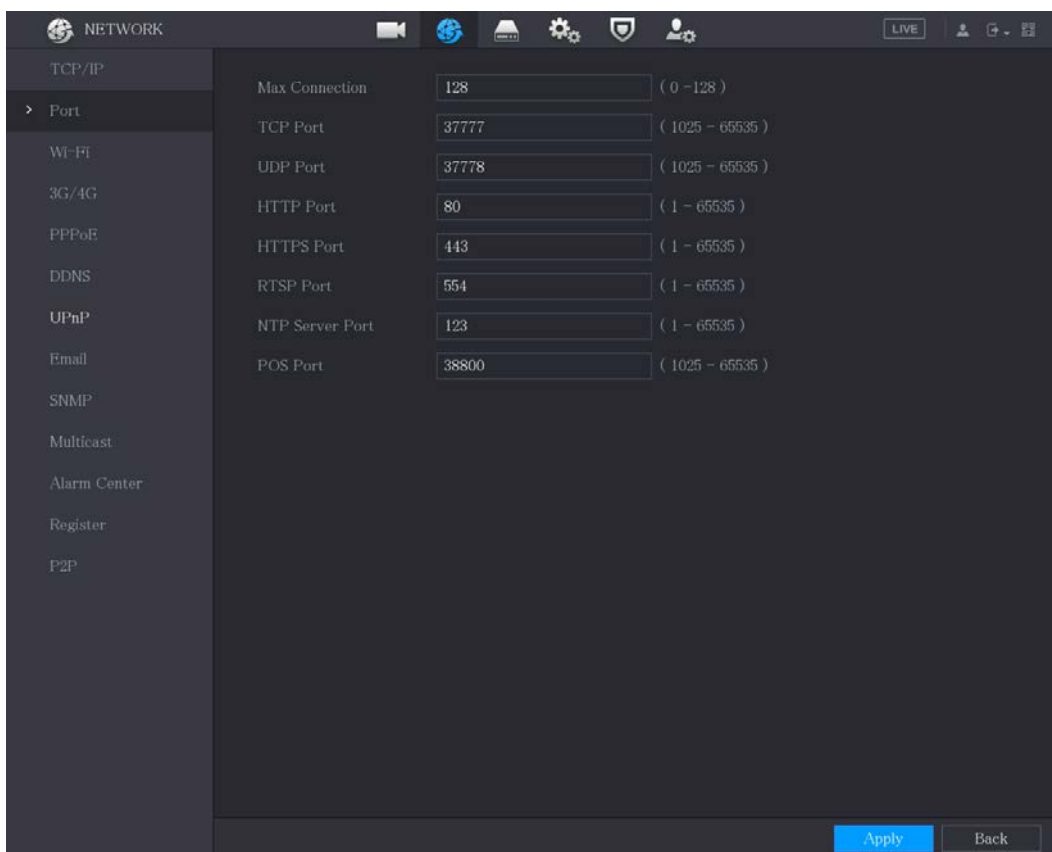 NETWORK
LIVE
TCP/IP
Port
Wi-Fi
3G/4G
PPPoE
DDNS
UPnP
Email
SNMP
Multicast
Alarm Center
Register
P2P
Max Connection 128 ( 0 -128 )
TCP Port 37777 ( 1025 - 65535 )
UDP Port 37778 ( 1025 - 65535 )
HTTP Port 80 ( 1 - 65535 )
HTTPS Port 443 ( 1 - 65535 )
RTSP Port 554 ( 1 - 65535 )
NTP Server Port 123 ( 1 - 65535 )
POS Port 38800 ( 1025 - 65535 )
Apply
Back